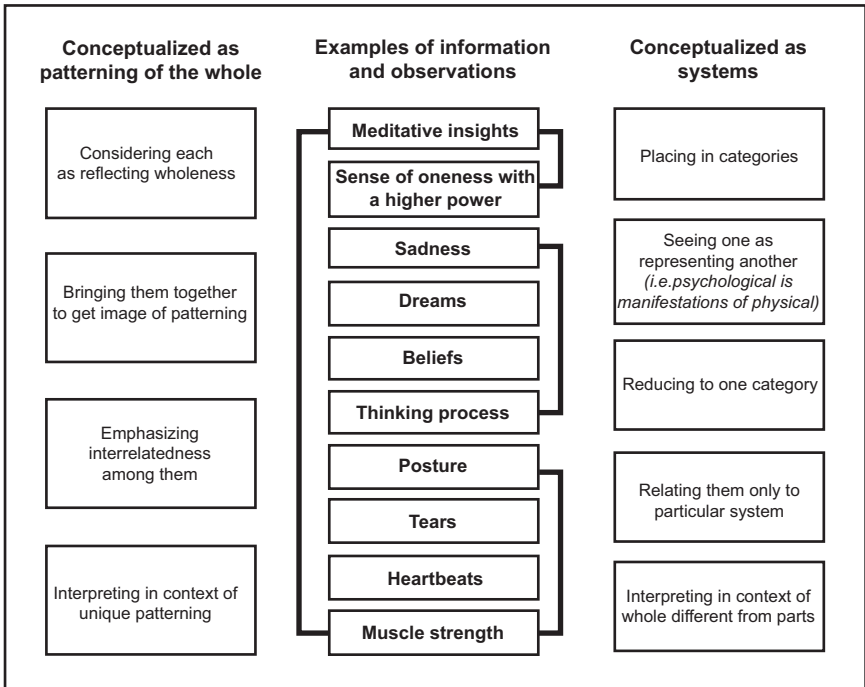 Conceptualized as
patterning of the whole
Considering each
as reflecting wholeness
Bringing them together
to get image of patterning
Emphasizing
interrelatedness
among them
Interpreting in context of
unique patterning
Examples of information
and observations
Meditative insights
Sense of oneness with
a higher power
Sadness
Dreams
Beliefs
Thinking process
Posture
Tears
Heartbeats
Muscle strength
Conceptualized as
systems
Placing in categories
Seeing one as
representing another
(i.e.psychological is
manifestations of physical)
Reducing to one category
Relating them only to
particular system
Interpreting in context of
whole different from parts